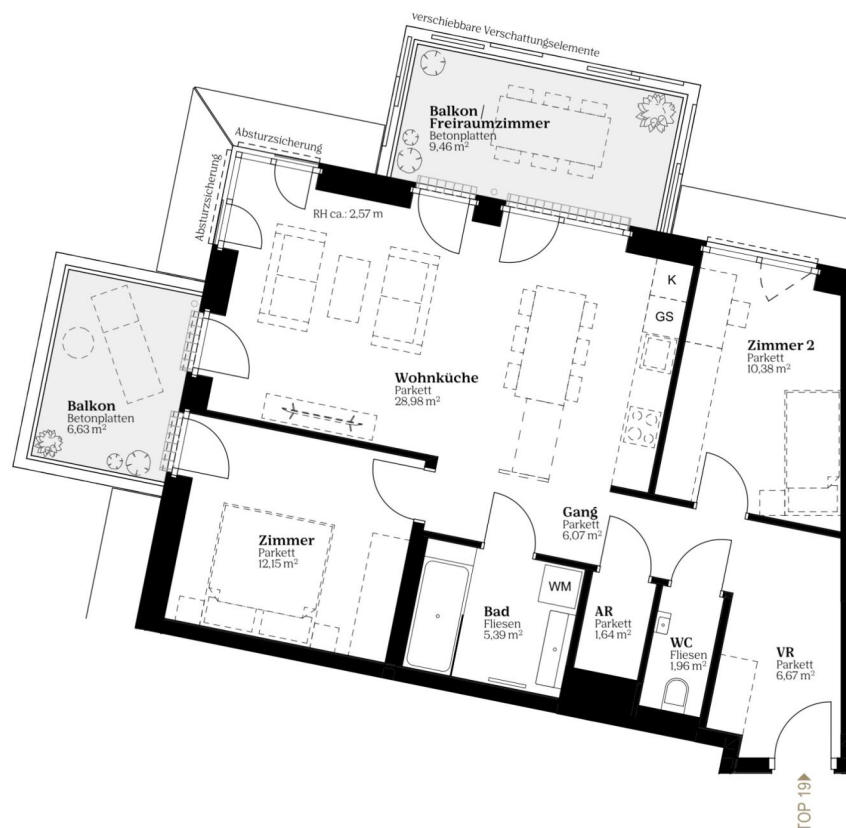 verschiebbare Verschattungselemente
Balkon/
Freiraumzimmer
Betonplatten
9,46 m²
Absturzsicherung
Absturzsicherung
RH ca.: 2,57 m
K
GS
Zimmer 2
Parkett
10,38 m²
Wohnküche
Parkett
28,98 m²
Balkon
Betonplatten
6,63 m²
Gang
Parkett
6,07 m²
Zimmer
Parkett
12,15 m²
WM
Bad
Fliesen
5,39 m²
AR
Parkett
1,64 m²
WC
Fliesen
1,96 m²
VR
Parkett
6,67 m²
TOP 19